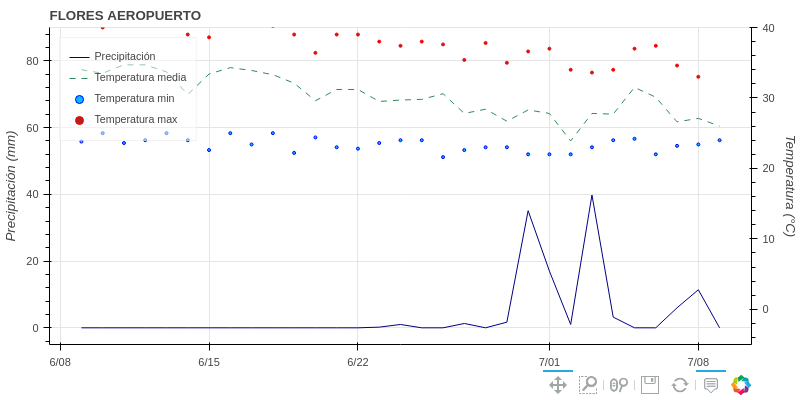 FLORES AEROPUERTO
Precipitación
Temperatura media
Temperatura min
Temperatura max
Precipitación (mm)
80
60
40
20
0
Temperatura (°C)
40
30
20
10
0
6/08
6/15
6/22
7/01
7/08